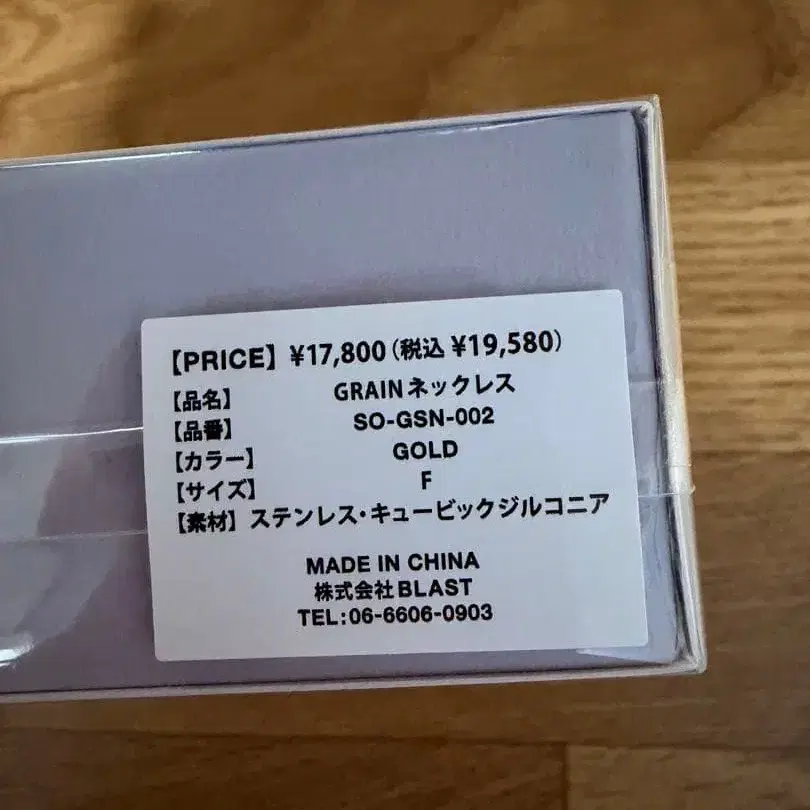 【PRICE】 ¥17,800(税込 ¥19,580)
【品名】 GRAINネックレス
【品番】 SO-GSN-002
【カラー】 GOLD
【サイズ】 F
【素材】 ステンレス・キュービックジルコニア
MADE IN CHINA
株式会社BLAST
TEL:06-6606-0903